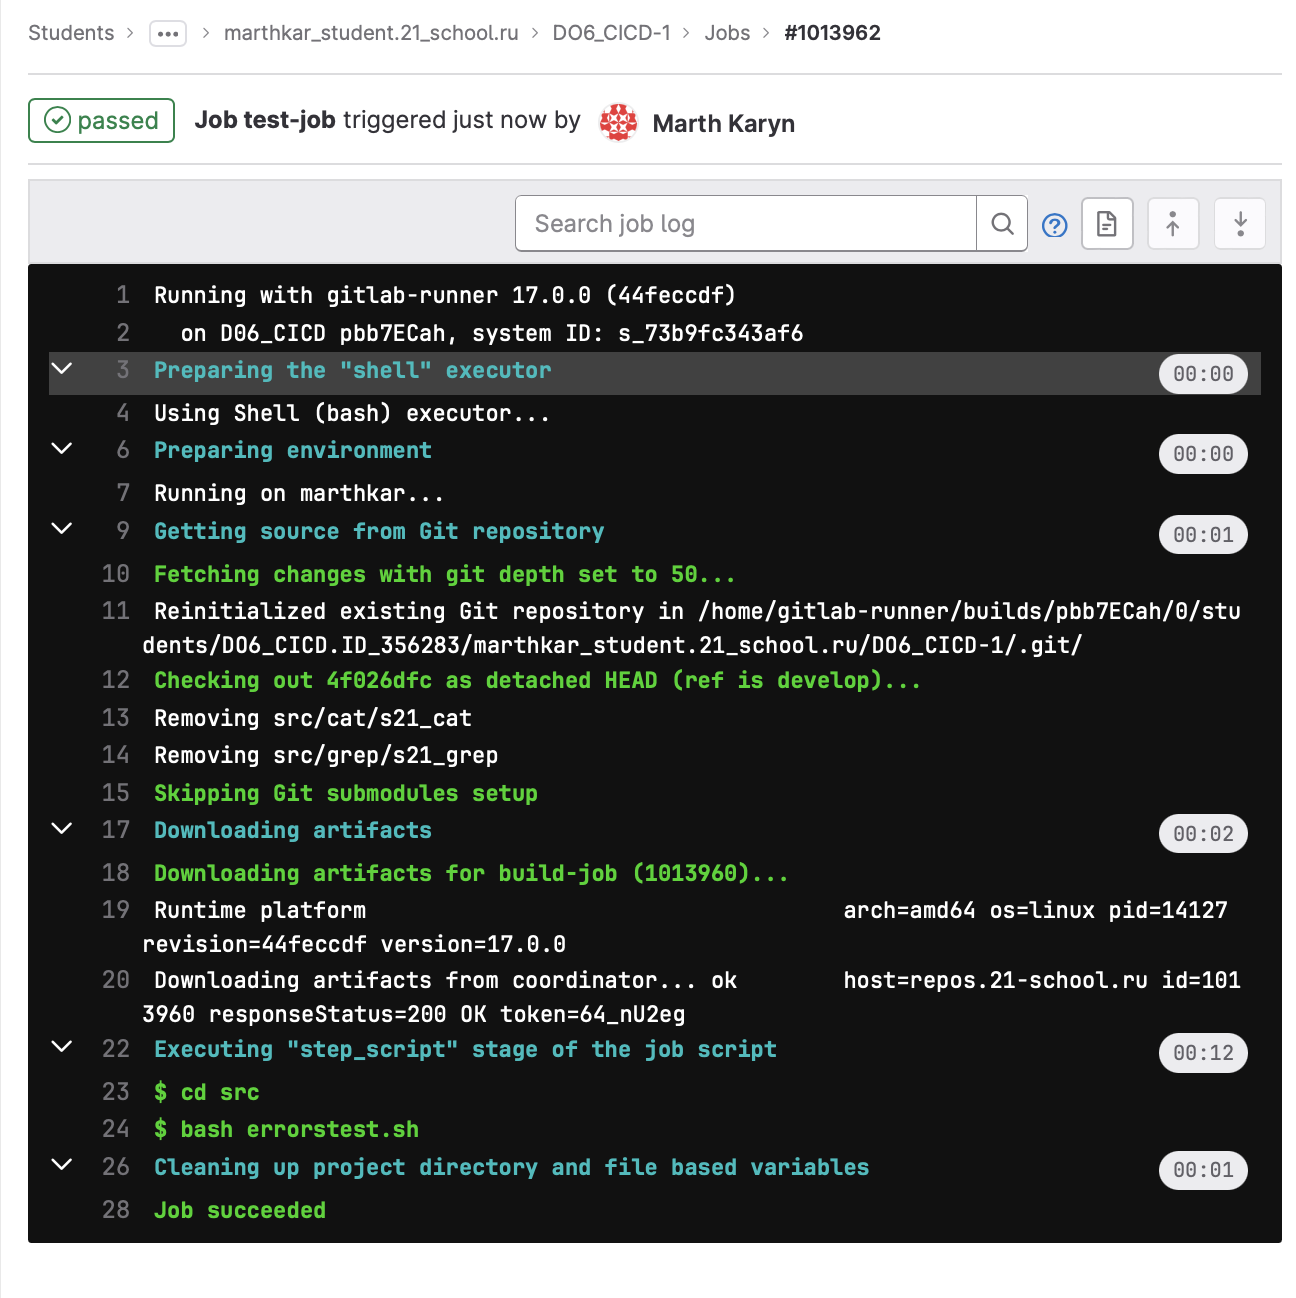 Students > ... > marthkar_student.21_school.ru > DO6_CICD-1 > Jobs > #1013962
passed Job test-job triggered just now by Marth Karyn
Search job log
1 Running with gitlab-runner 17.0.0 (44feccdf)
2 on D06_CICD pbb7ECah, system ID: s_73b9fc343af6
3 Preparing the "shell" executor 00:00
4 Using Shell (bash) executor...
6 Preparing environment 00:00
7 Running on marthkar...
9 Getting source from Git repository 00:01
10 Fetching changes with git depth set to 50...
11 Reinitialized existing Git repository in /home/gitlab-runner/builds/pbb7ECah/0/stu
dents/DO6_CICD.ID_356283/marthkar_student.21_school.ru/DO6_CICD-1/.git/
12 Checking out 4f026dfc as detached HEAD (ref is develop)...
13 Removing src/cat/s21_cat
14 Removing src/grep/s21_grep
15 Skipping Git submodules setup
17 Downloading artifacts 00:02
18 Downloading artifacts for build-job (1013960)...
19 Runtime platform arch=amd64 os=linux pid=14127
revision=44feccdf version=17.0.0
20 Downloading artifacts from coordinator... ok host=repos.21-school.ru id=101
3960 responseStatus=200 OK token=64_nU2eg
22 Executing "step_script" stage of the job script 00:12
23 $ cd src
24 $ bash errorstest.sh
26 Cleaning up project directory and file based variables 00:01
28 Job succeeded